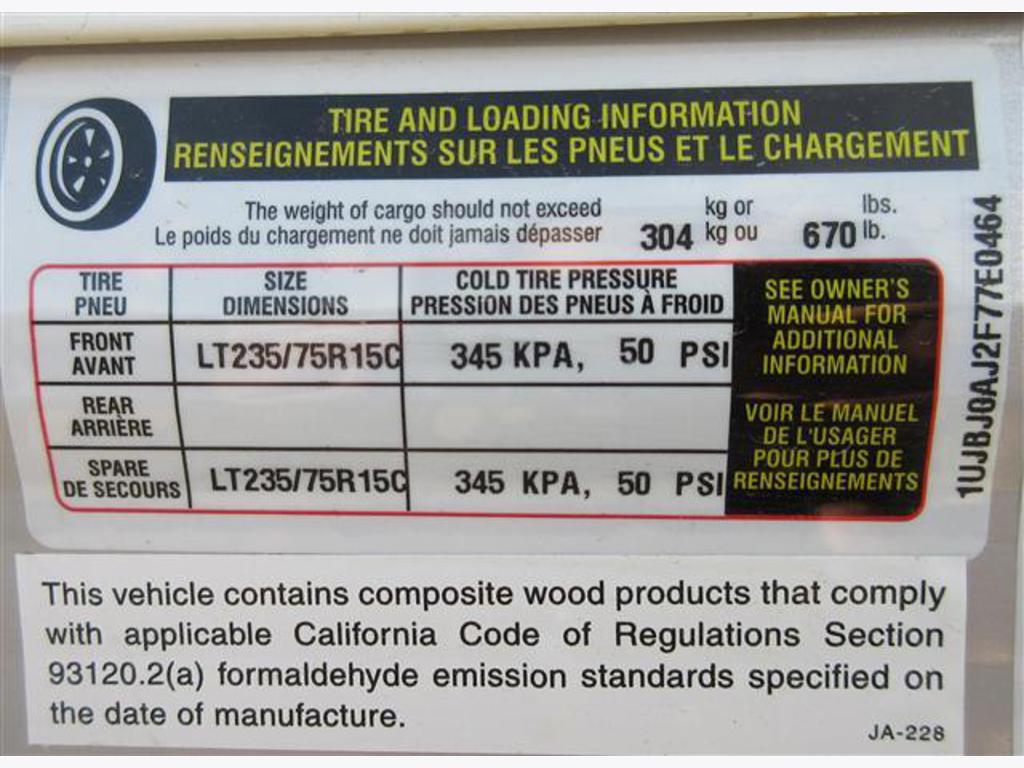 TIRE AND LOADING INFORMATION
RENSEIGNEMENTS SUR LES PNEUS ET LE CHARGEMENT
The weight of cargo should not exceed kg or lbs.
Le poids du chargement ne doit jamais dépasser 304 kg ou 670 lb.
TIRE
PNEU
SIZE
DIMENSIONS
COLD TIRE PRESSURE
PRESSION DES PNEUS À FROID
FRONT
AVANT
LT235/75R15C
345 KPA, 50 PSI
REAR
ARRIÈRE
SPARE
DE SECOURS
LT235/75R15C
345 KPA, 50 PSI
SEE OWNER'S
MANUAL FOR
ADDITIONAL
INFORMATION
VOIR LE MANUEL
DE L'USAGER
POUR PLUS DE
RENSEIGNEMENTS
1UJBJ0AJ2F77E0464
This vehicle contains composite wood products that comply
with applicable California Code of Regulations Section
93120.2(a) formaldehyde emission standards specified on
the date of manufacture.
JA-228